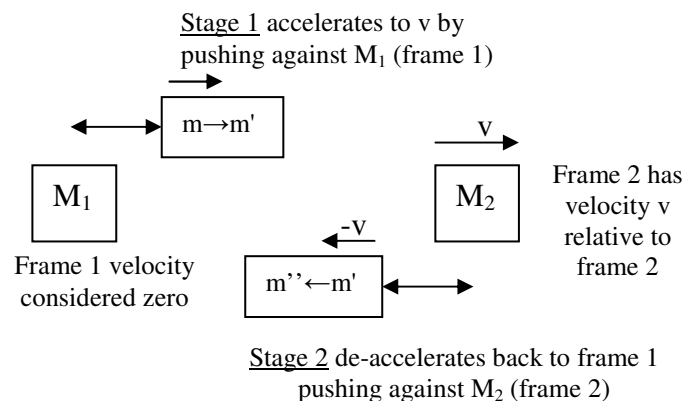 Stage 1 accelerates to v by
pushing against M₁ (frame 1)
m→m'
v
M₁
M₂
Frame 1 velocity
considered zero
Frame 2 has
velocity v
relative to
frame 2
-v
m’’←m'
Stage 2 de-accelerates back to frame 1
pushing against M₂ (frame 2)